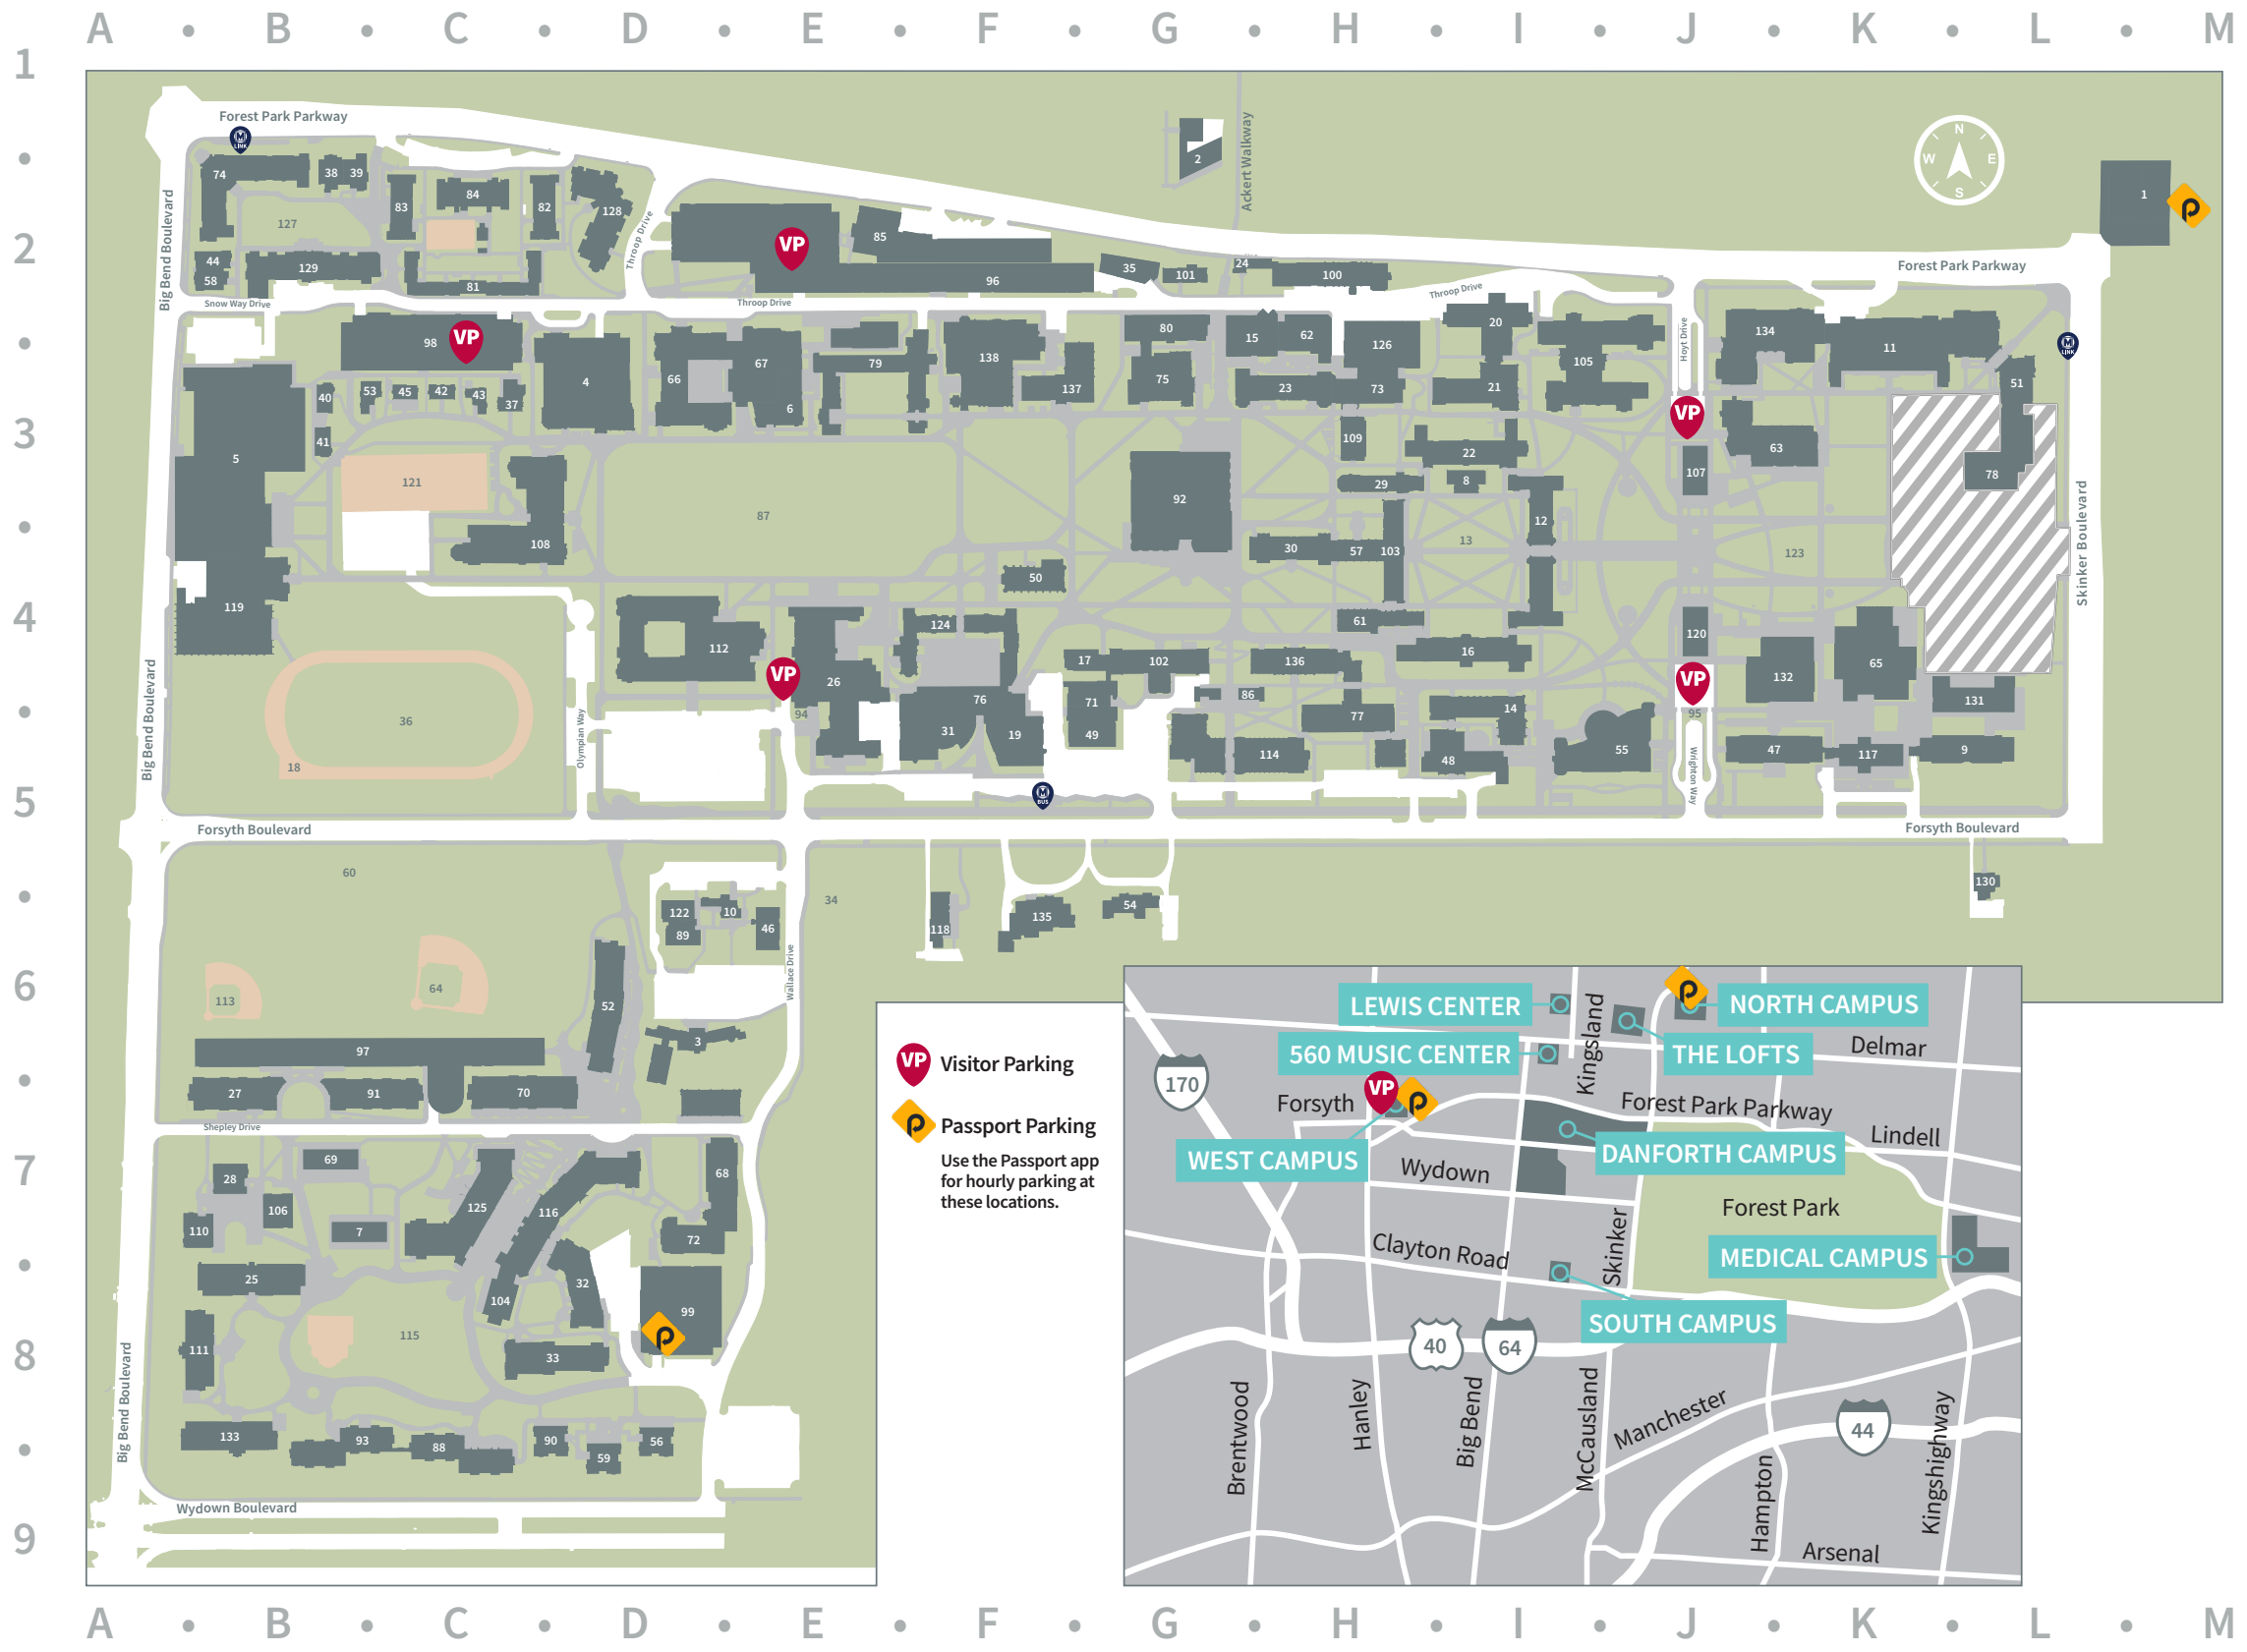 A B C D E F G H I J K L M
1
Forest Park Parkway
M LINK
Ackert Walkway
2
N
W E
S
1
74 38 39
84
83 82 128
127
Big Bend Boulevard
Throop Drive
VP
85
2
44
58
129
81
96
35 101 24 100
Forest Park Parkway
Snow Way Drive
Throop Drive
Throop Drive
98 VP
4
66 67 6
79
138
137
80
75
15 62
126
23 73
20
21
105
Hoyt Drive
134
11
51
M LINK
40 53 45 42 43 37
3
41
5
121
108
87
92
109
22
29 8
12
VP
107
63
78
Skinker Boulevard
30 57 103
13
123
50
4
119
112
VP
26
124
61
120
17 102
136
16
132
65
VP
131
94
76
71
86
77
14
95
31 19 49
114
48
55
47 117 9
Wrighton Way
36
18
Olympian Way
Big Bend Boulevard
M BUS
5
Forsyth Boulevard
Forsyth Boulevard
60
34
122 10
89 46
118 135 54
130
Wallace Drive
6
113 64
52
3
97
27 91 70
Shepley Drive
7
69
28
106
110
7
125
116
68
72
25
104
32
99
115
8
111
33
133 93 88 90 59 56
Big Bend Boulevard
Wydown Boulevard
9
VP Visitor Parking
Passport Parking
Use the Passport app
for hourly parking at
these locations.
LEWIS CENTER
NORTH CAMPUS
560 MUSIC CENTER
THE LOFTS
Kingsland
Delmar
170
VP
Forsyth
Forest Park Parkway
Lindell
WEST CAMPUS
DANFORTH CAMPUS
Wydown
Forest Park
Clayton Road
Skinker
MEDICAL CAMPUS
SOUTH CAMPUS
40 64
Brentwood
Hanley
Big Bend
McCausland
Manchester
44
Hampton
Kingshighway
Arsenal
A B C D E F G H I J K L M